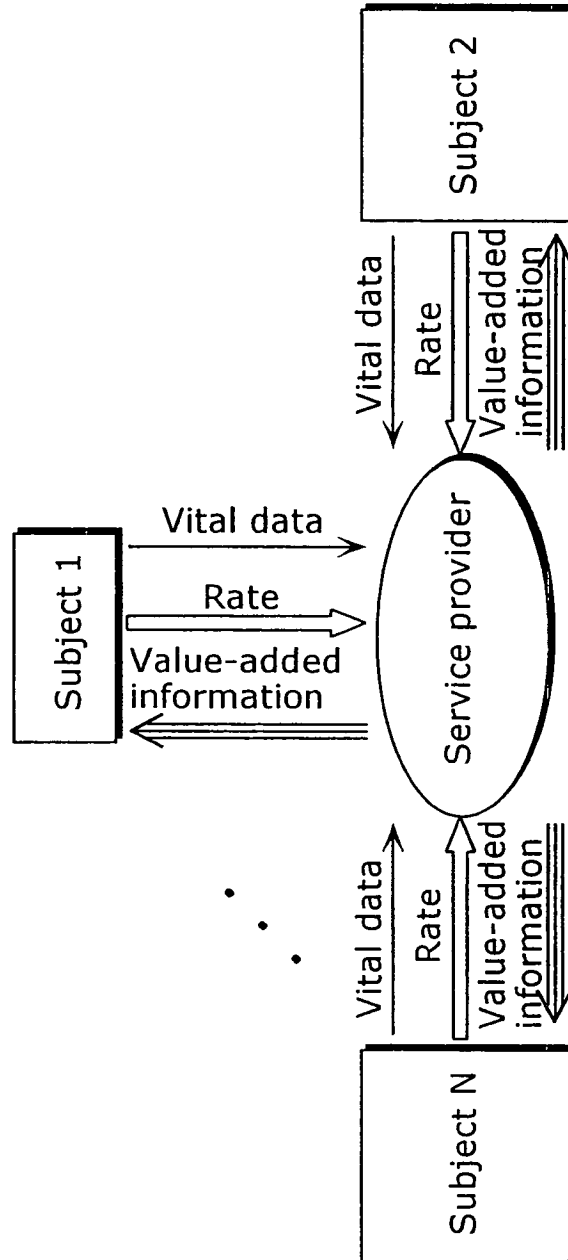 Subject 1
Vital data
Rate
Value-added
information
Subject N
Vital data
Rate
Value-added
information
Service provider
Vital data
Rate
Value-added
information
Subject 2